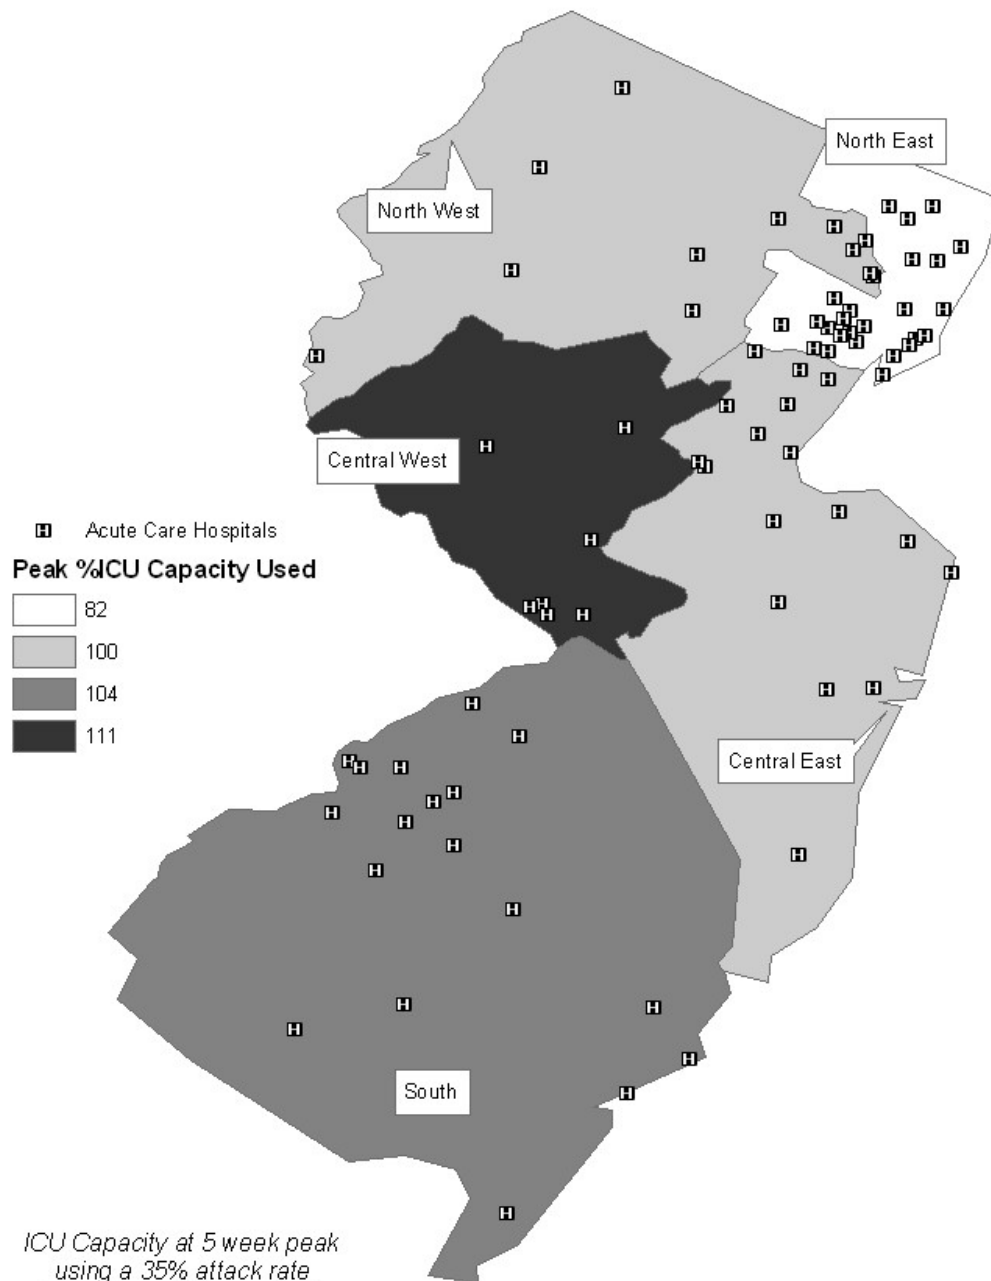 North East
North West
Central West
H Acute Care Hospitals
Peak %ICU Capacity Used
82
100
104
111
Central East
South
ICU Capacity at 5 week peak
using a 35% attack rate